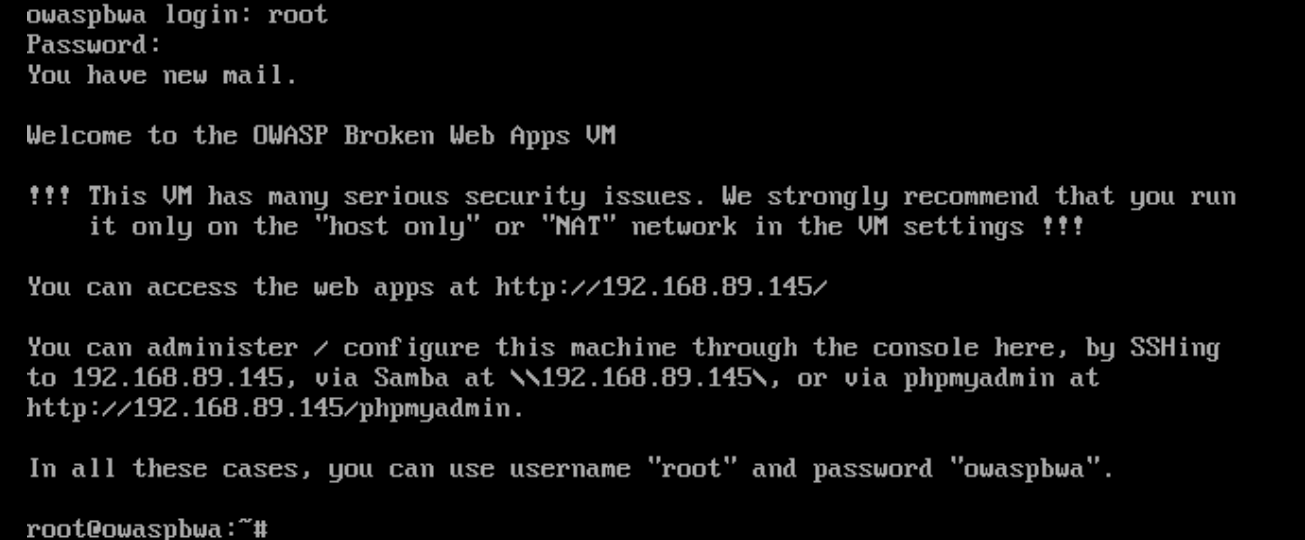 owaspbwa login: root
Password:
You have new mail.
Welcome to the OWASP Broken Web Apps VM
!!! This VM has many serious security issues. We strongly recommend that you run
it only on the "host only" or "NAT" network in the VM settings !!!
You can access the web apps at http://192.168.89.145/
You can administer / configure this machine through the console here, by SSHing
to 192.168.89.145, via Samba at \\192.168.89.145\, or via phpmyadmin at
http://192.168.89.145/phpmyadmin.
In all these cases, you can use username "root" and password "owaspbwa".
root@owaspbwa:~#